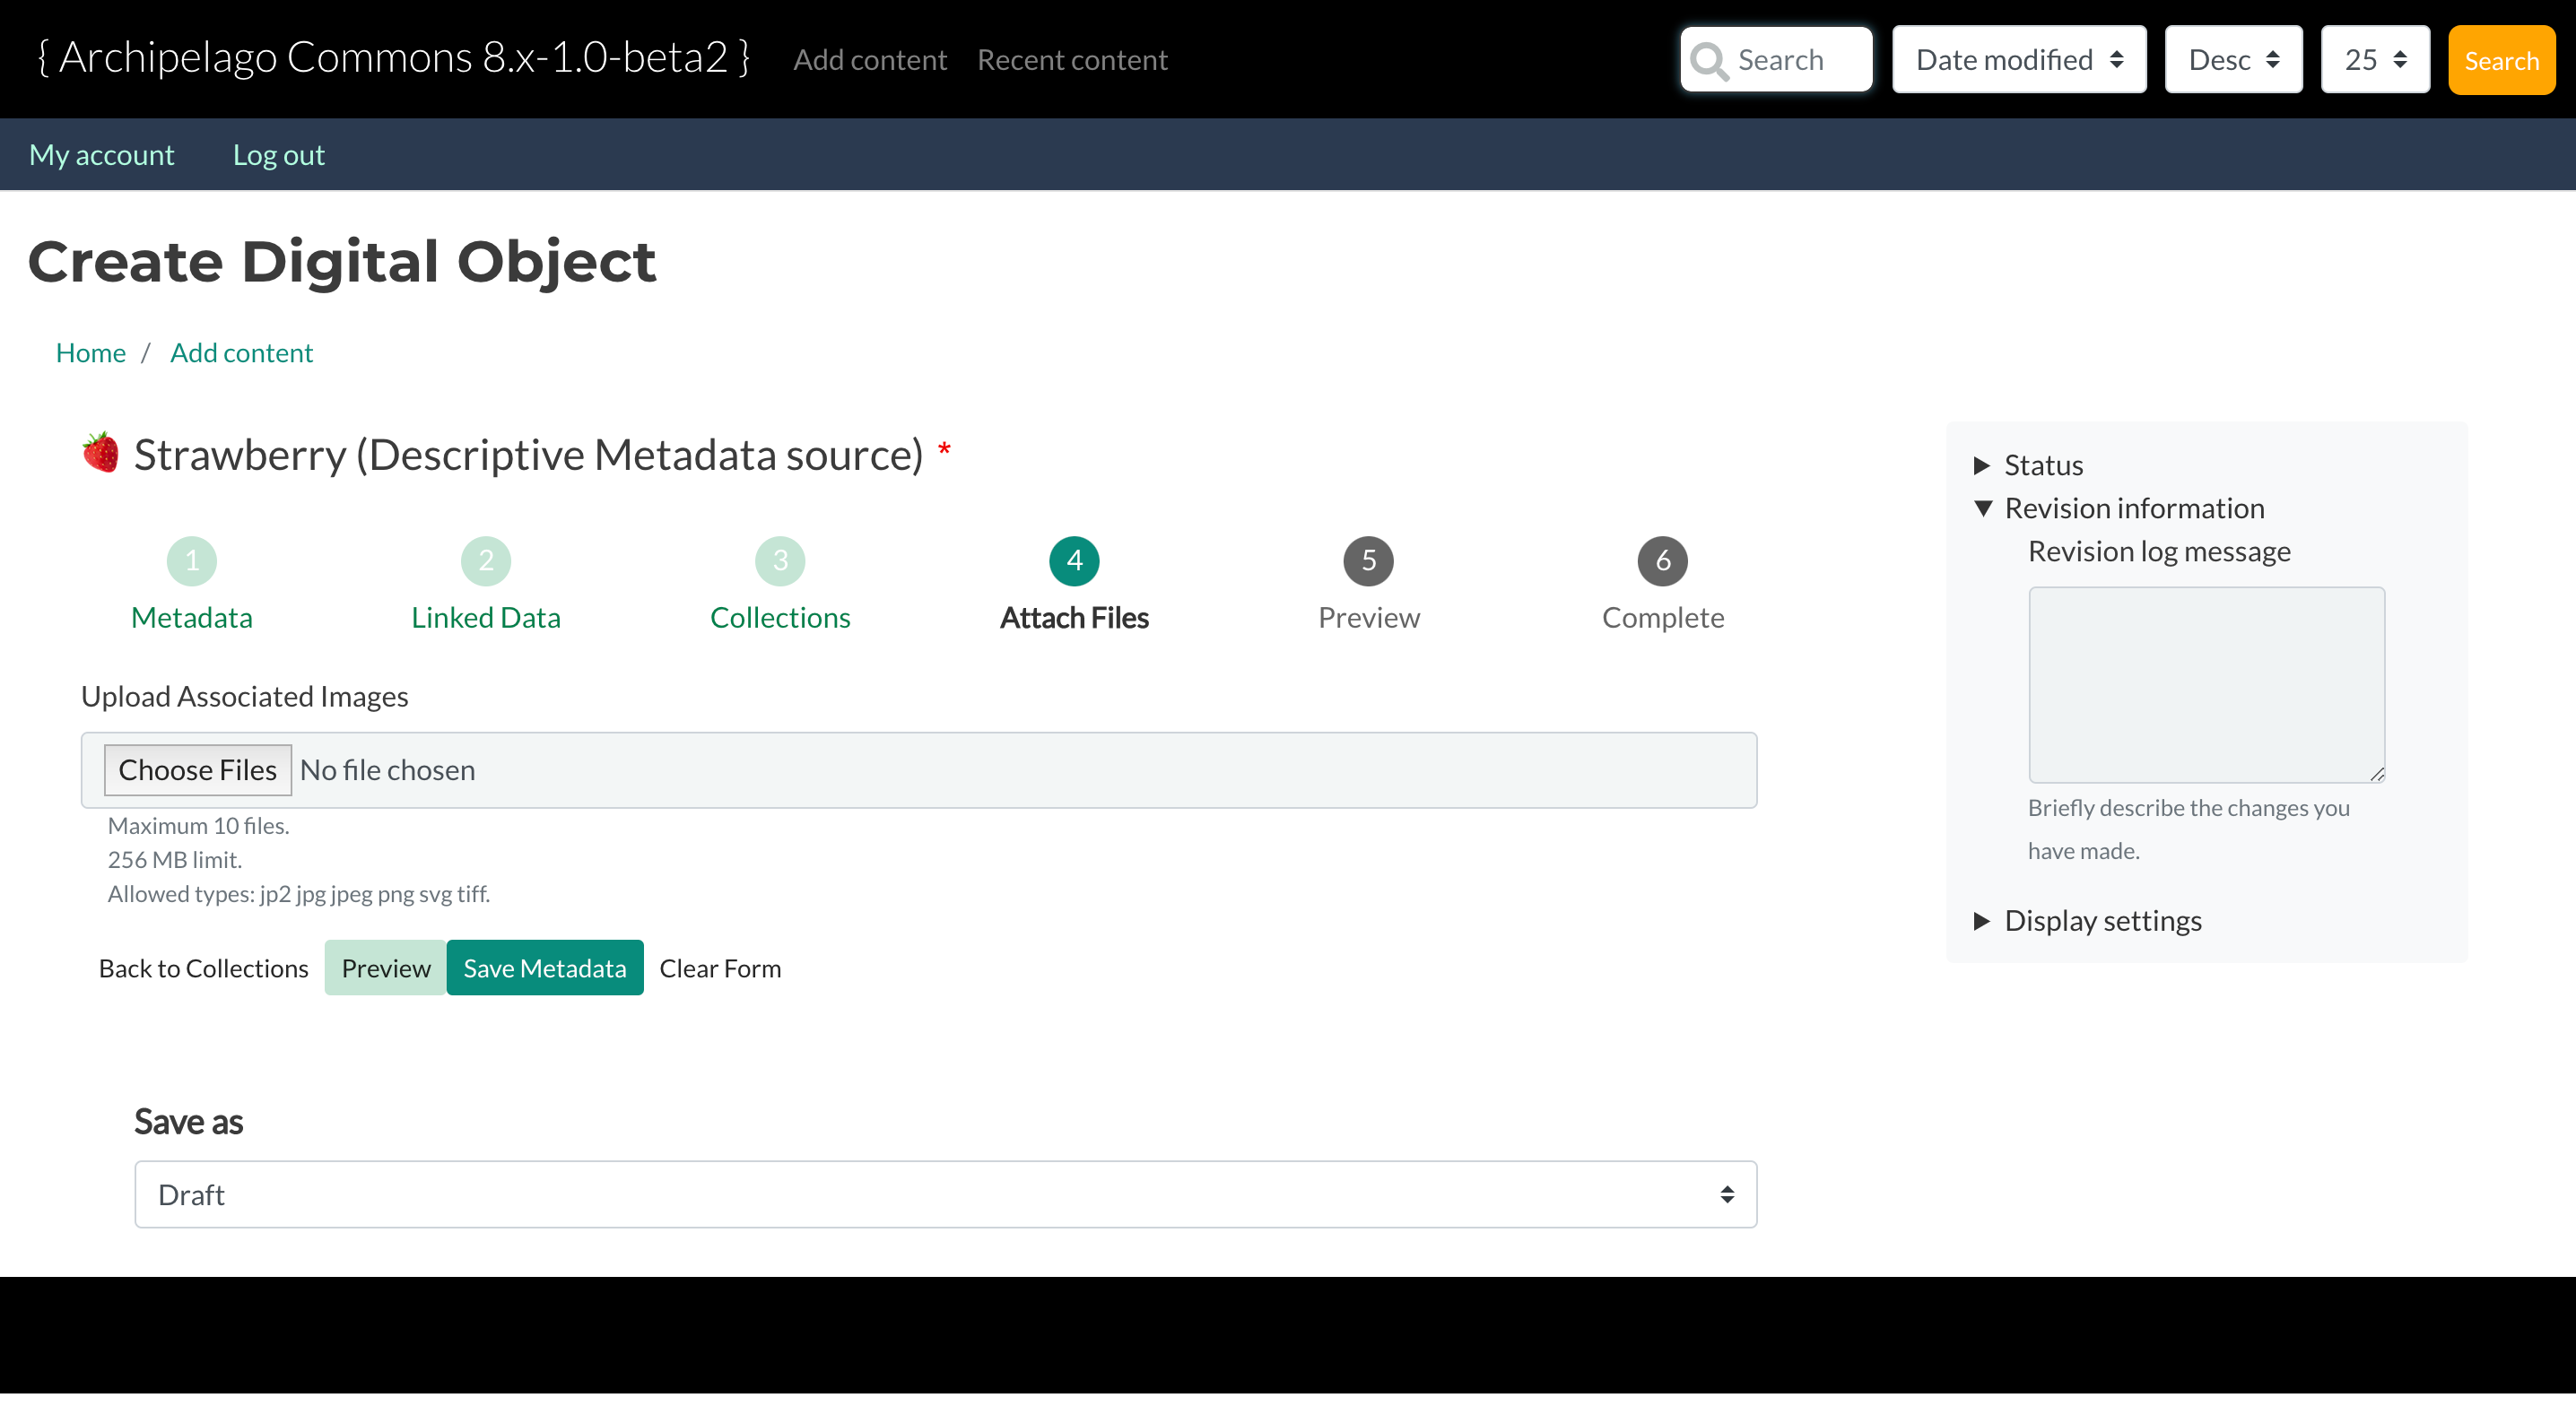 { Archipelago Commons 8.x-1.0-beta2 } Add content Recent content Search Date modified Desc 25 Search
My account Log out
Create Digital Object
Home / Add content
Strawberry (Descriptive Metadata source) *
1 2 3 4 5 6
Metadata Linked Data Collections Attach Files Preview Complete
Upload Associated Images
Choose Files No file chosen
Maximum 10 files.
256 MB limit.
Allowed types: jp2 jpg jpeg png svg tiff.
Back to Collections Preview Save Metadata Clear Form
Save as
Draft
Status
Revision information
Revision log message
Briefly describe the changes you
have made.
Display settings